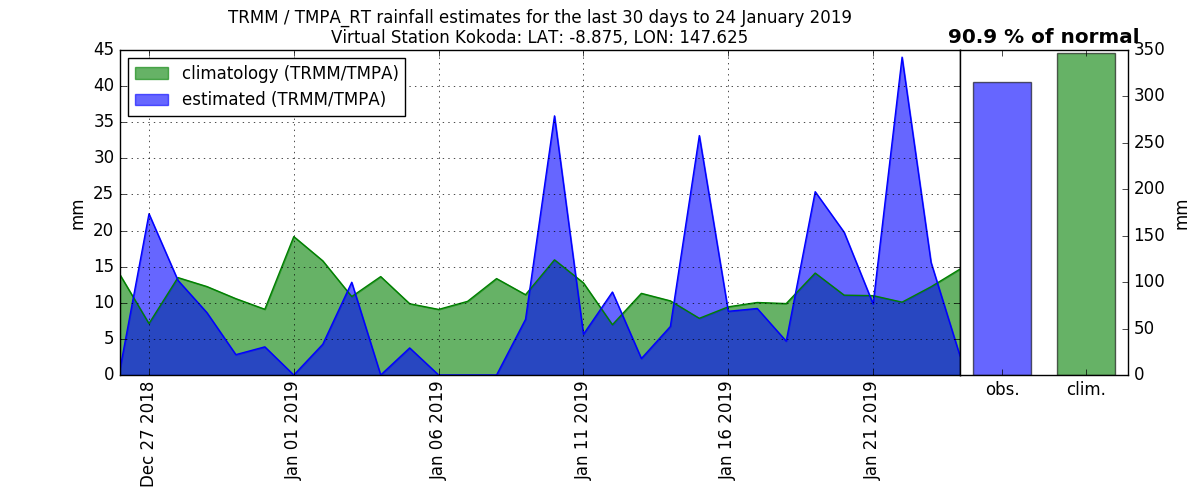 TRMM / TMPA_RT rainfall estimates for the last 30 days to 24 January 2019
Virtual Station Kokoda: LAT: -8.875, LON: 147.625
90.9 % of normal
climatology (TRMM/TMPA)
estimated (TRMM/TMPA)
45
40
35
30
25
20
15
10
5
0
mm
Dec 27 2018
Jan 01 2019
Jan 06 2019
Jan 11 2019
Jan 16 2019
Jan 21 2019
obs.
clim.
350
300
250
200
150
100
50
0
mm